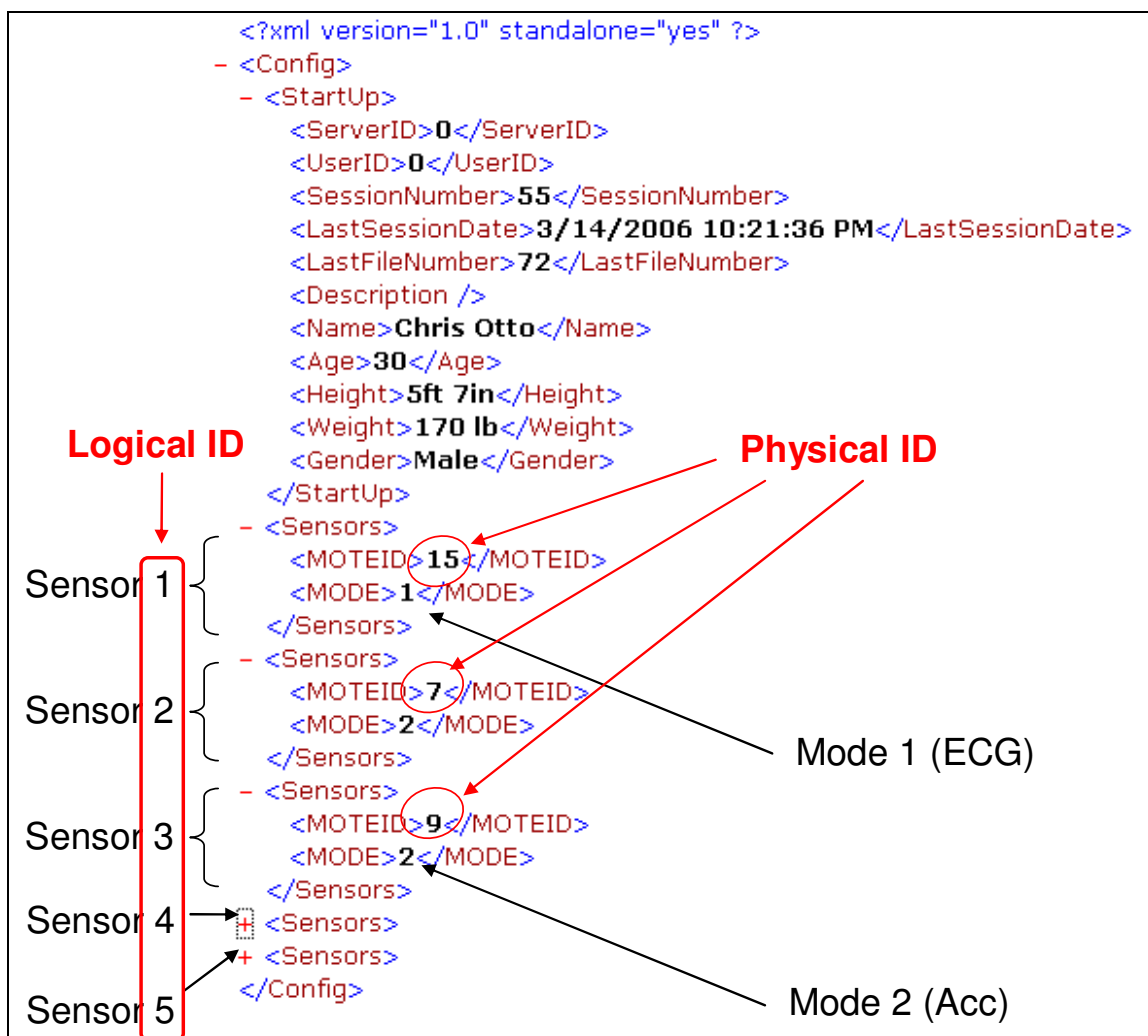 <?xml version="1.0" standalone="yes" ?>
- <Config>
- <StartUp>
<ServerID>0</ServerID>
<UserID>0</UserID>
<SessionNumber>55</SessionNumber>
<LastSessionDate>3/14/2006 10:21:36 PM</LastSessionDate>
<LastFileNumber>72</LastFileNumber>
<Description />
<Name>Chris Otto</Name>
<Age>30</Age>
<Height>5ft 7in</Height>
<Weight>170 lb</Weight>
<Gender>Male</Gender>
</StartUp>
Logical ID
Physical ID
- <Sensors>
<MOTEID>15</MOTEID>
<MODE>1</MODE>
</Sensors>
Sensor 1
- <Sensors>
<MOTEID>7</MOTEID>
<MODE>2</MODE>
</Sensors>
Sensor 2
Mode 1 (ECG)
- <Sensors>
<MOTEID>9</MOTEID>
<MODE>2</MODE>
</Sensors>
Sensor 3
Sensor 4
+ <Sensors>
+ <Sensors>
</Config>
Sensor 5
Mode 2 (Acc)